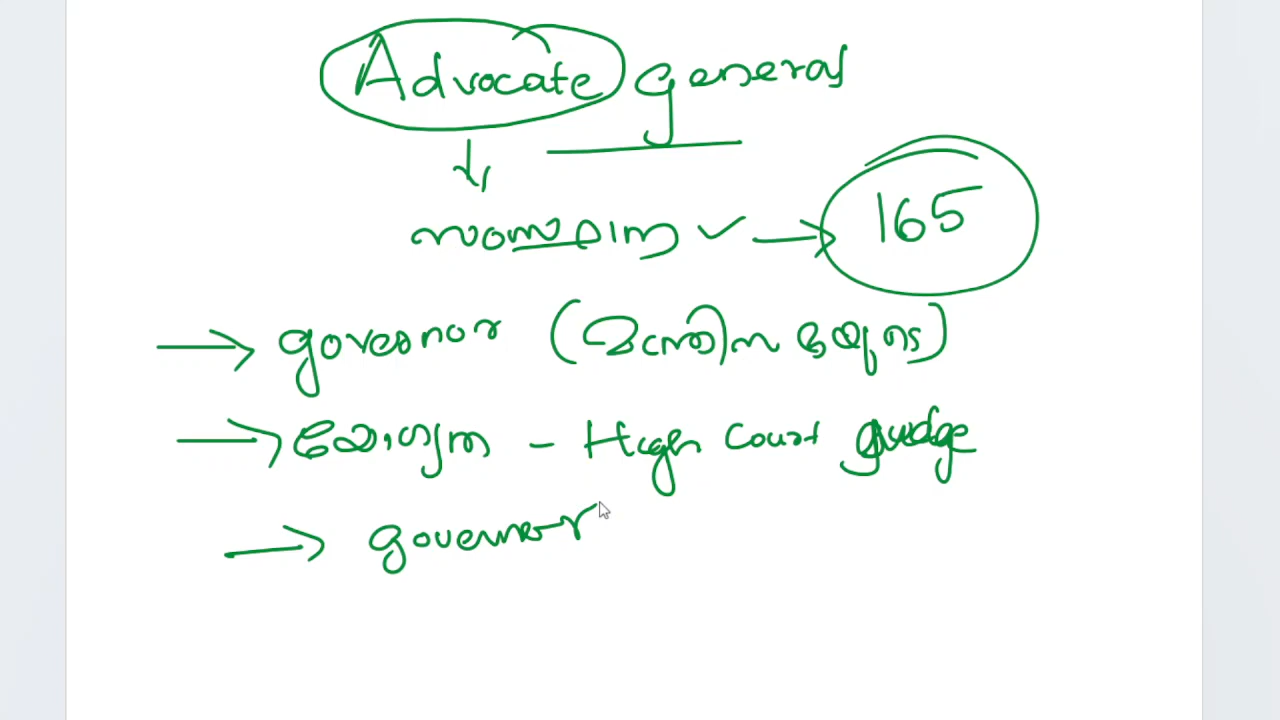 Advocate general
165
governor
യോഗ്യത - High Court Judge
governor